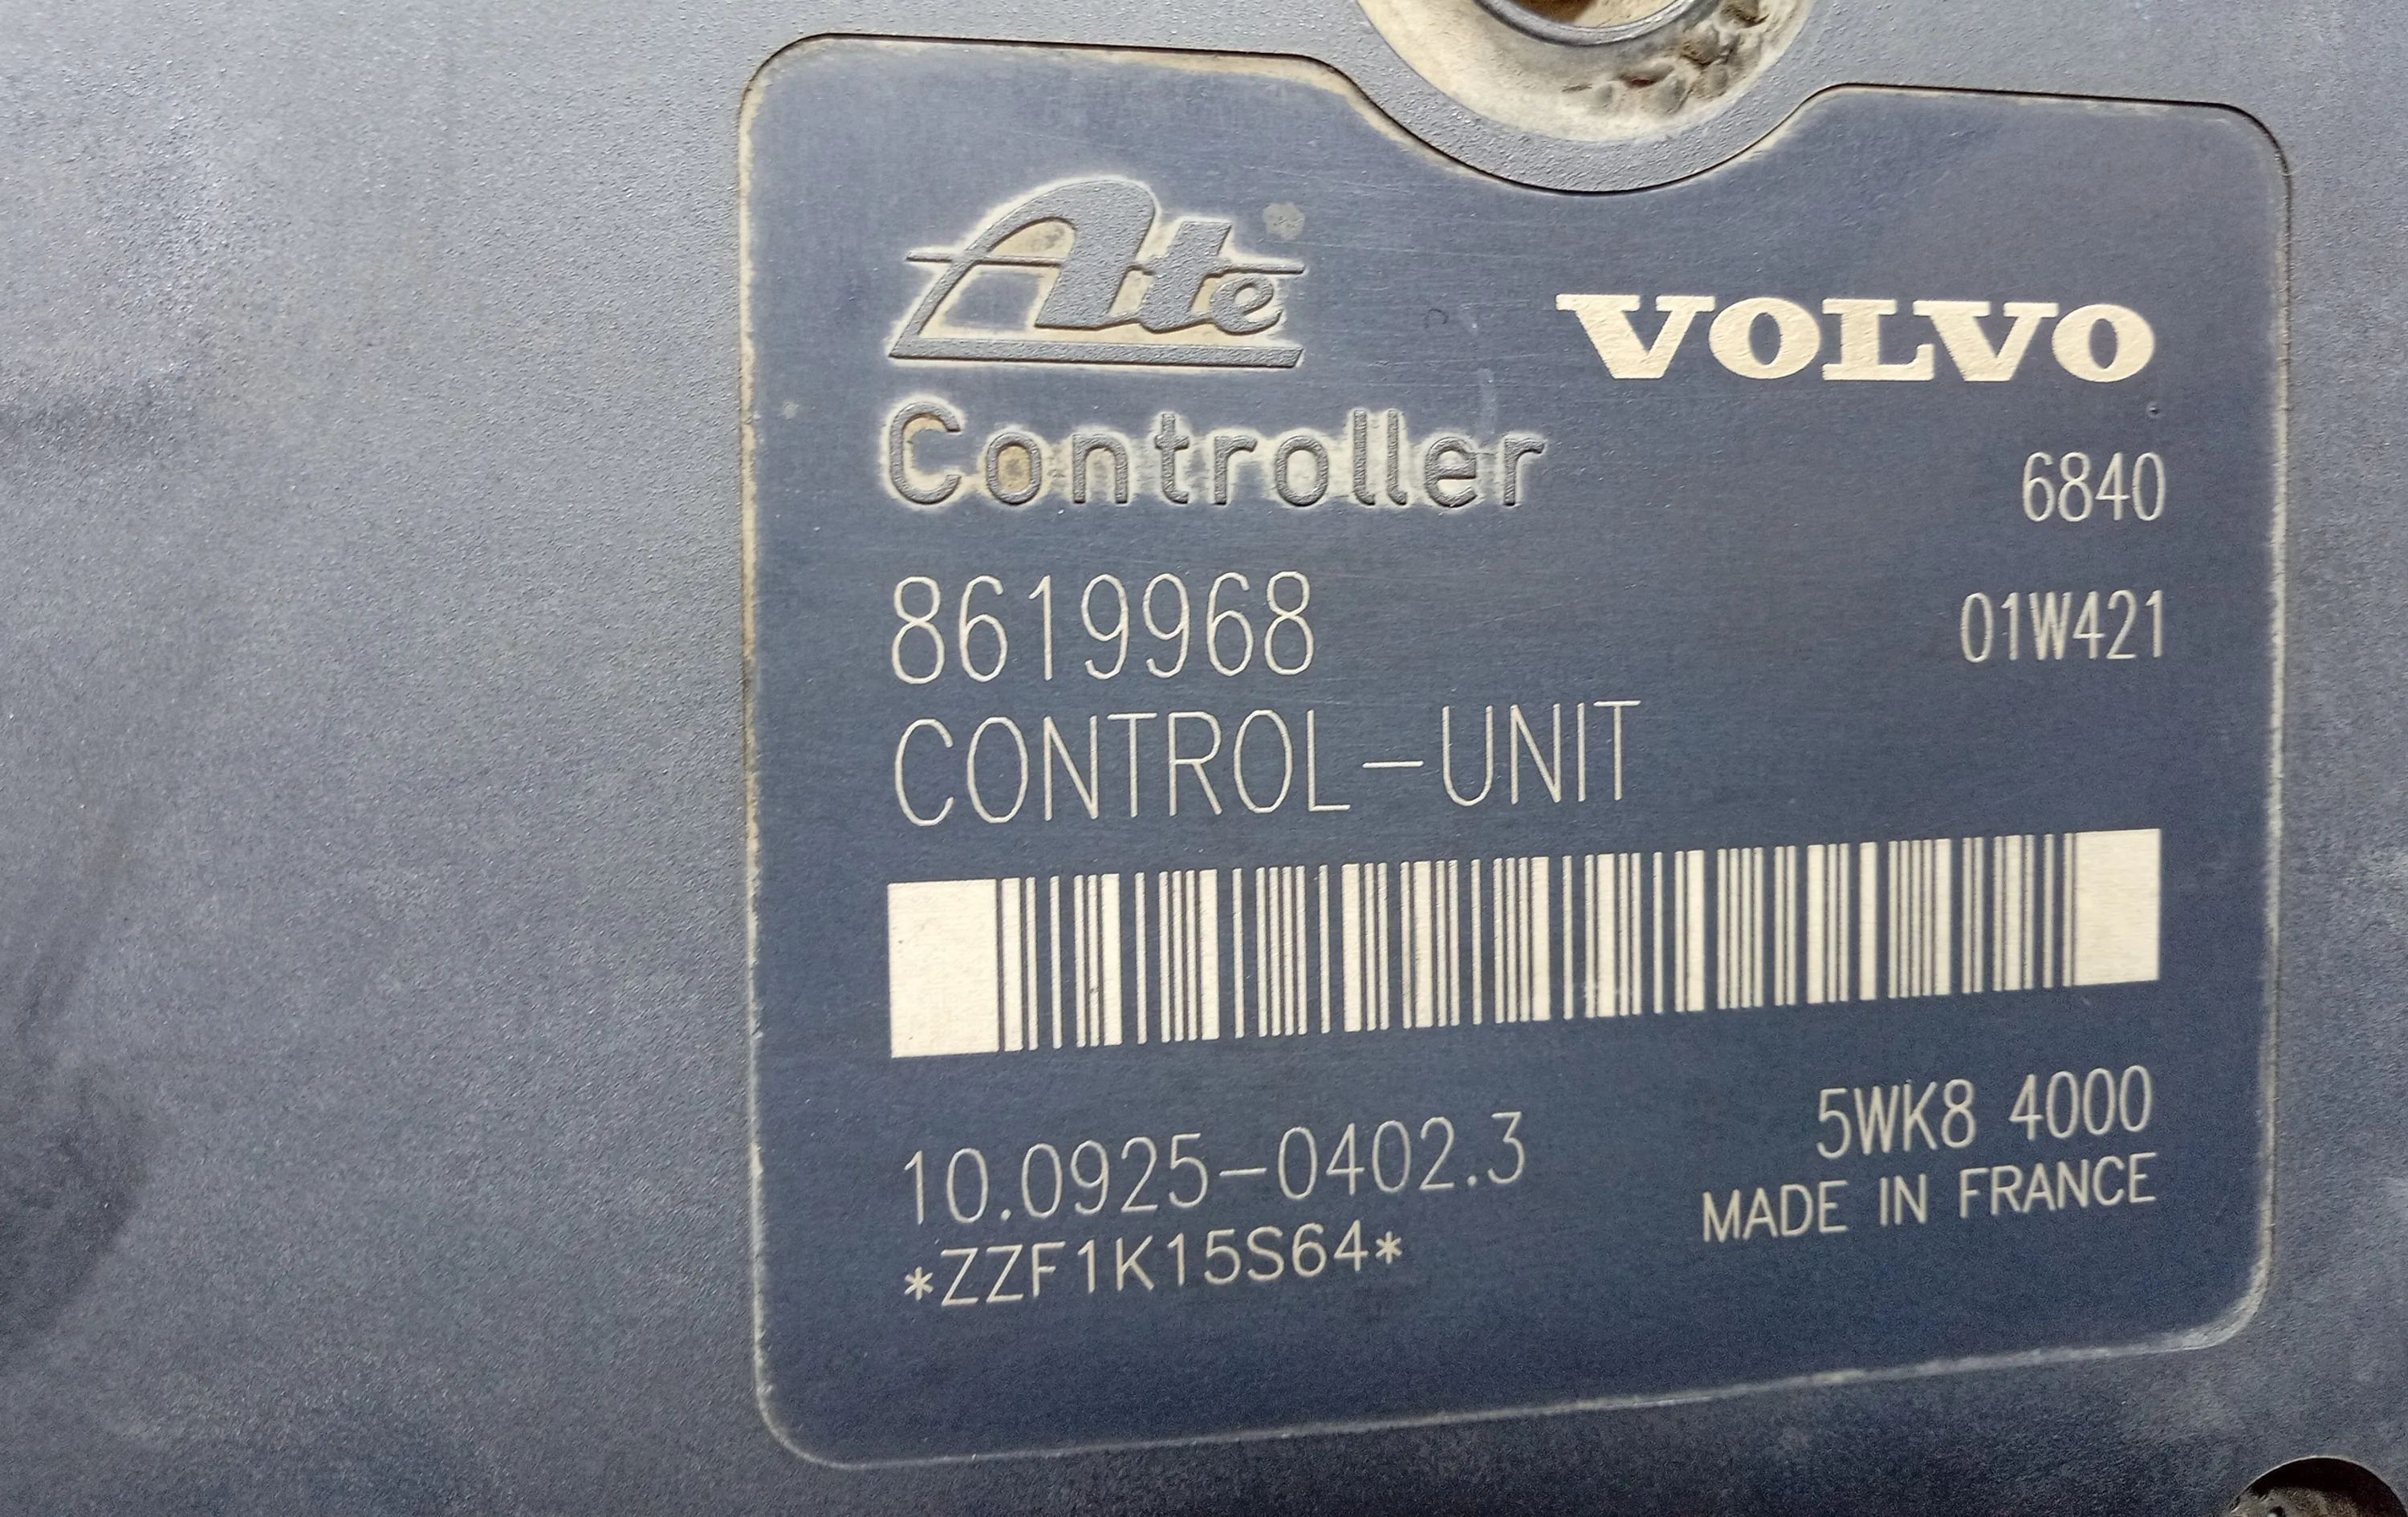 Ate
VOLVO
Controller
6840
8619968
01W421
CONTROL-UNIT
10.0925-0402.3
5WK8 4000
*ZZF1K15S64*
MADE IN FRANCE